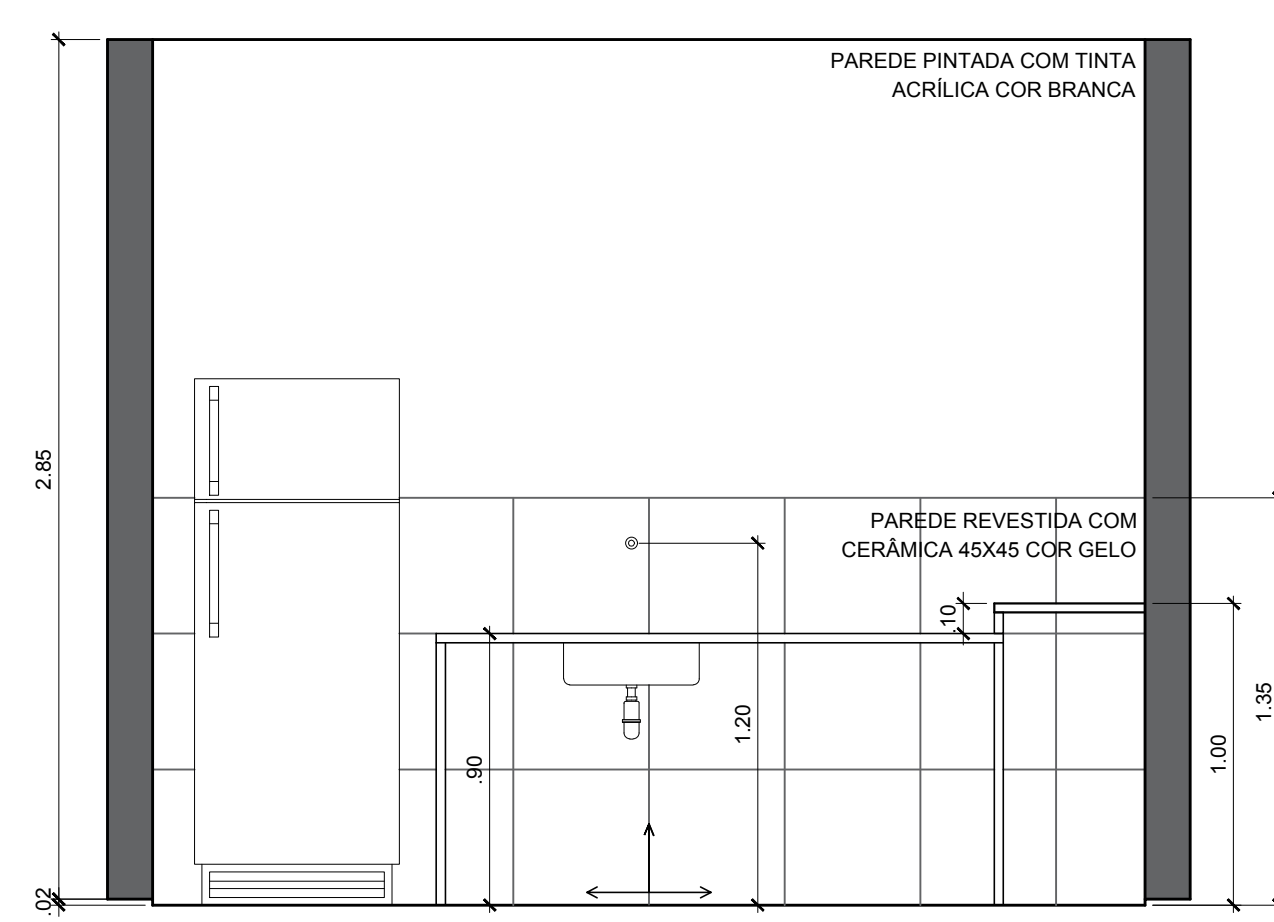 PAREDE PINTADA COM TINTA
ACRÍLICA COR BRANCA
2.85
PAREDE REVESTIDA COM
CERÂMICA 45X45 COR GELO
.10
1.35
1.20
1.00
.90
.02